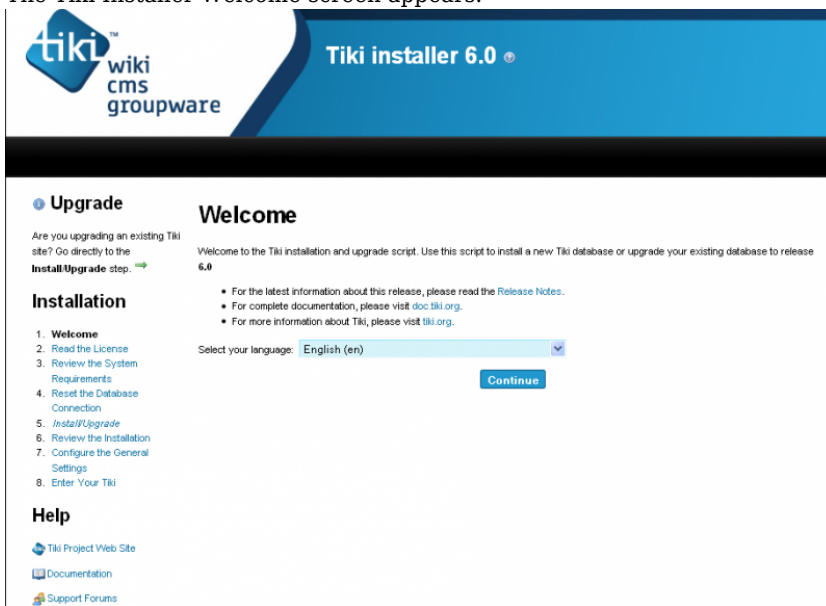 The Tiki Installer Welcome screen appears.
tiki™
wiki
cms
groupware
Tiki installer 6.0
Upgrade
Are you upgrading an existing Tiki
site? Go directly to the
Install/Upgrade step.
Installation
1. Welcome
2. Read the License
3. Review the System
Requirements
4. Reset the Database
Connection
5. Install/Upgrade
6. Review the Installation
7. Configure the General
Settings
8. Enter Your Tiki
Help
Tiki Project Web Site
Documentation
Support Forums
Welcome
Welcome to the Tiki installation and upgrade script. Use this script to install a new Tiki database or upgrade your existing database to release
6.0
• For the latest information about this release, please read the Release Notes.
• For complete documentation, please visit doc.tiki.org.
• For more information about Tiki, please visit tiki.org.
Select your language: English (en)
Continue